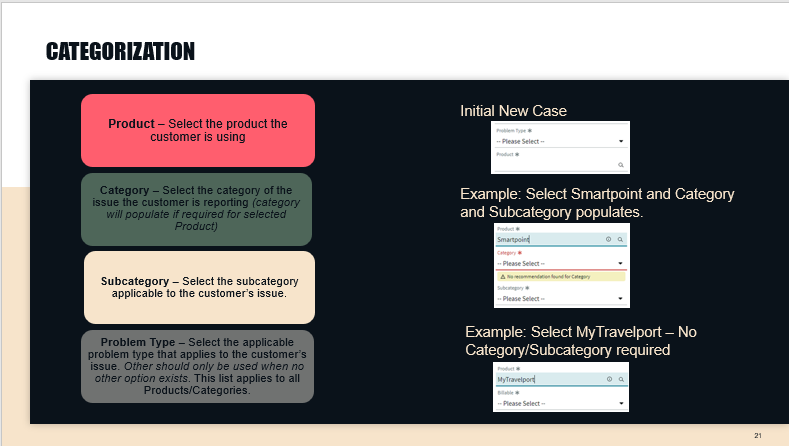 CATEGORIZATION
Product – Select the product the
customer is using
Category – Select the category of the
issue the customer is reporting (category
will populate if required for selected
Product)
Subcategory – Select the subcategory
applicable to the customer's issue.
Problem Type – Select the applicable
problem type that applies to the customer's
issue. Other should only be used when no
other option exists. This list applies to all
Products/Categories.
Initial New Case
Problem Type
-- Please Select --
Product
Example: Select Smartpoint and Category
and Subcategory populates.
Product
Smartpoint
Category
-- Please Select --
No recommendation found for Category
Subcategory
-- Please Select --
Example: Select MyTravelport – No
Category/Subcategory required
Product
MyTravelport
Billable
-- Please Select --
21